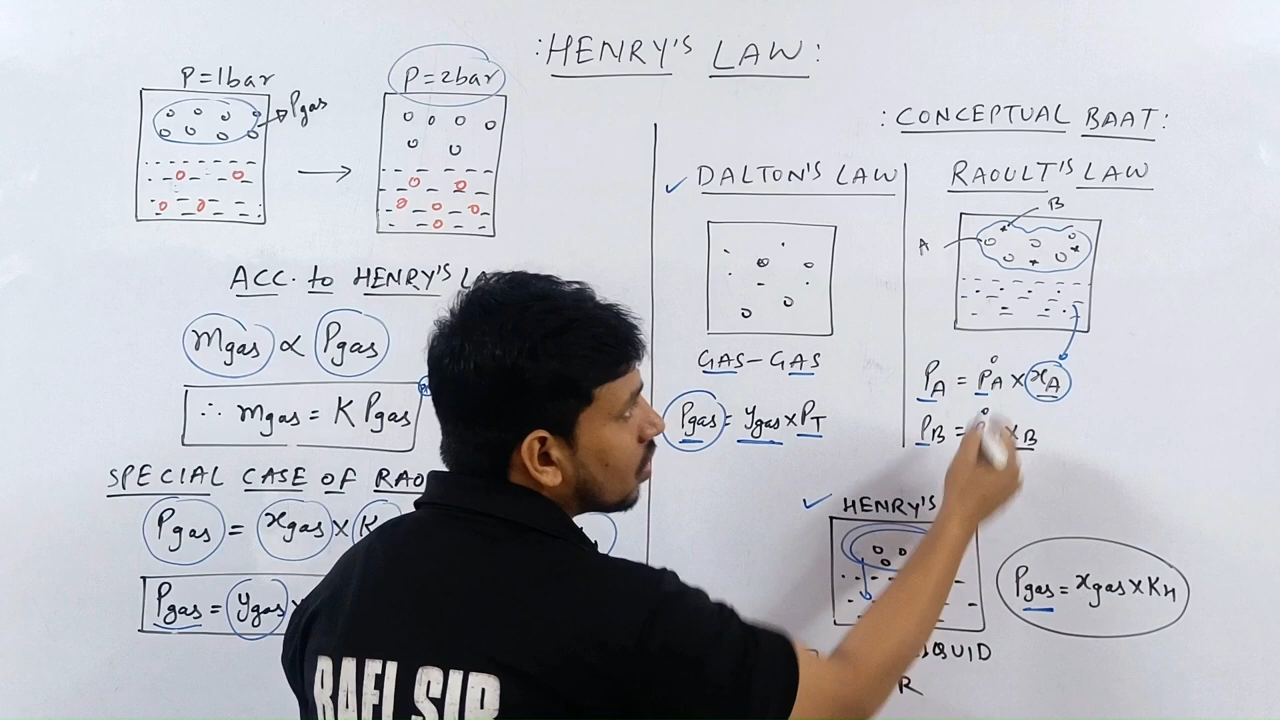 : HENRY'S LAW :
P = 1bar
P = 2bar
Pgas
ACC. to HENRY'S
mgas ∝ Pgas
∴ mgas = K Pgas
SPECIAL CASE OF
Pgas = xgas × K
Pgas = ygas ×
: CONCEPTUAL BAAT :
DALTON'S LAW
GAS - GAS
Pgas = ygas × PT
RAOULT'S LAW
B
A
PA = P°A × xA
PB =
HENRY'S
Pgas = xgas × KH
QUID
R
RAFI SIR